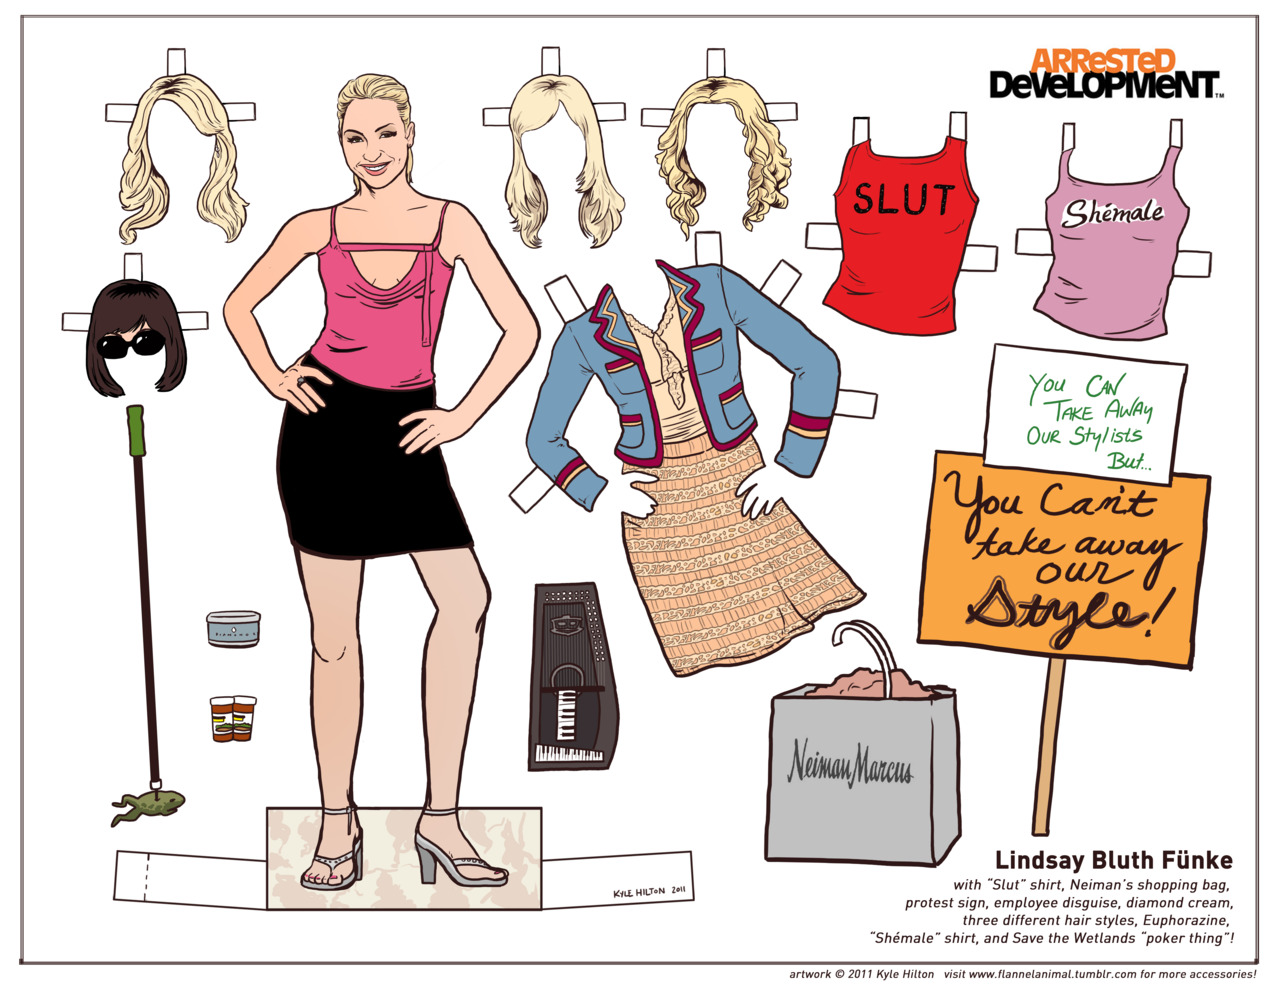 ARReSTeD
DeVeLOPMeNT™
SLUT
Shémale
YOU CAN
TAKE AWAY
OUR Stylists
But...
You Can't
take away
our
Style!
DIAMOND
Neiman Marcus
KYLE HILTON 2011
Lindsay Bluth Fünke
with “Slut” shirt, Neiman's shopping bag,
protest sign, employee disguise, diamond cream,
three different hair styles, Euphorazine,
“Shémale” shirt, and Save the Wetlands “poker thing”!
artwork © 2011 Kyle Hilton visit www.flannelanimal.tumblr.com for more accessories!